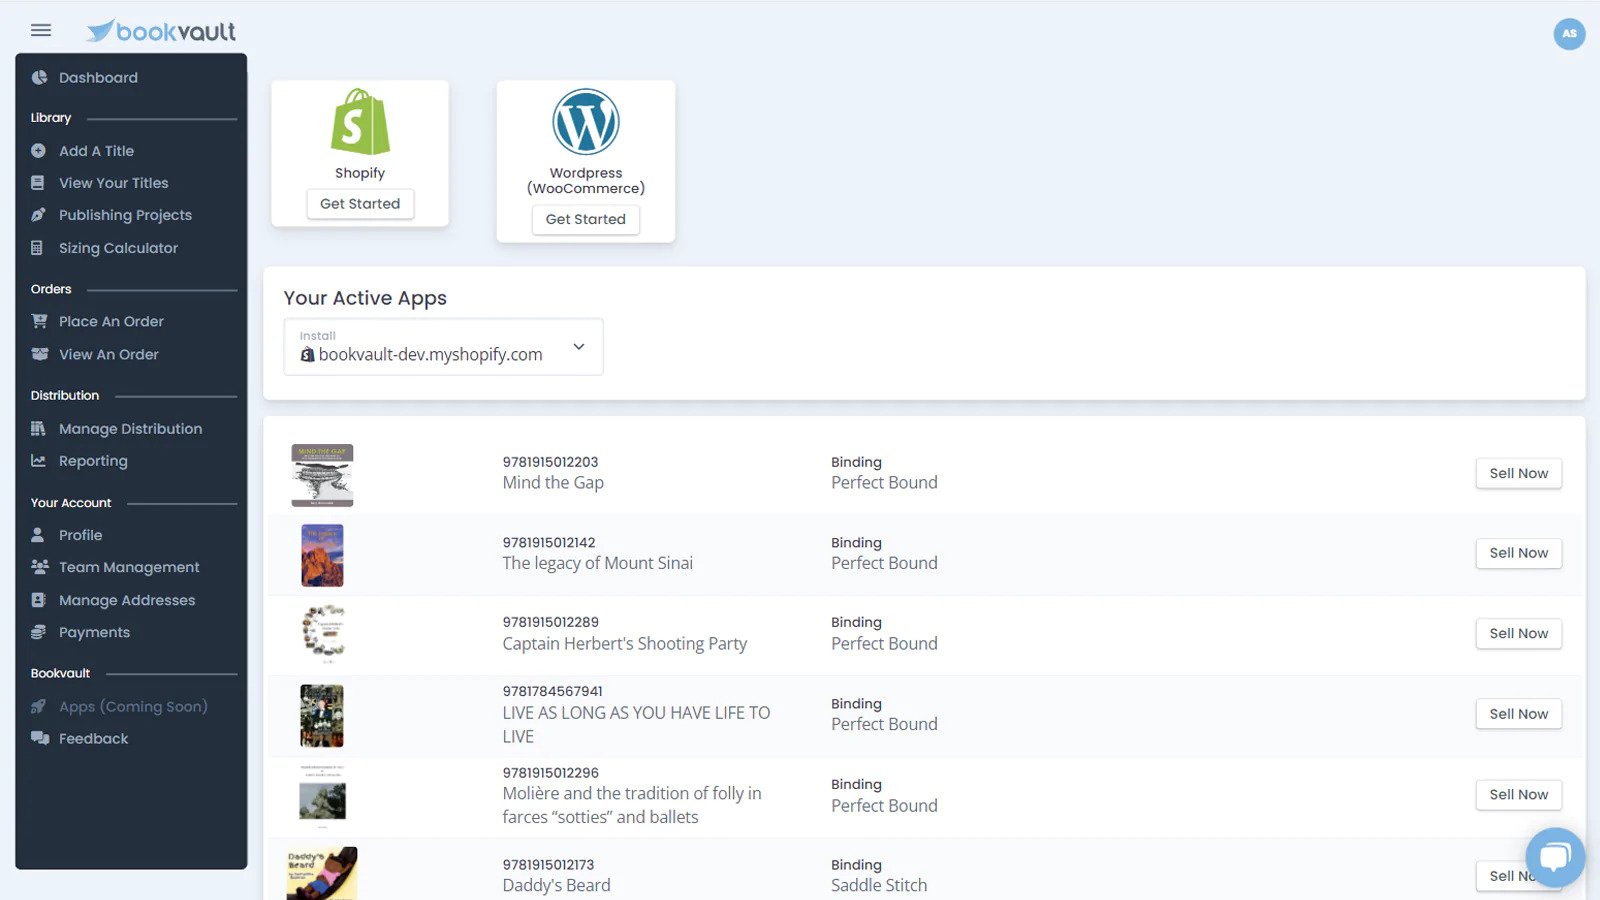 bookvault
AS
Dashboard
Library
Add A Title
View Your Titles
Publishing Projects
Sizing Calculator
Orders
Place An Order
View An Order
Distribution
Manage Distribution
Reporting
Your Account
Profile
Team Management
Manage Addresses
Payments
Bookvault
Apps (Coming Soon)
Feedback
Shopify
Get Started
Wordpress
(WooCommerce)
Get Started
Your Active Apps
Install
bookvault-dev.myshopify.com
MIND THE GAP
9781915012203
Mind the Gap
Binding
Perfect Bound
Sell Now
9781915012142
The legacy of Mount Sinai
Binding
Perfect Bound
Sell Now
9781915012289
Captain Herbert's Shooting Party
Binding
Perfect Bound
Sell Now
9781784567941
LIVE AS LONG AS YOU HAVE LIFE TO
LIVE
Binding
Perfect Bound
Sell Now
9781915012296
Molière and the tradition of folly in
farces “sotties” and ballets
Binding
Perfect Bound
Sell Now
Daddy's
Beard
9781915012173
Daddy's Beard
Binding
Saddle Stitch
Sell